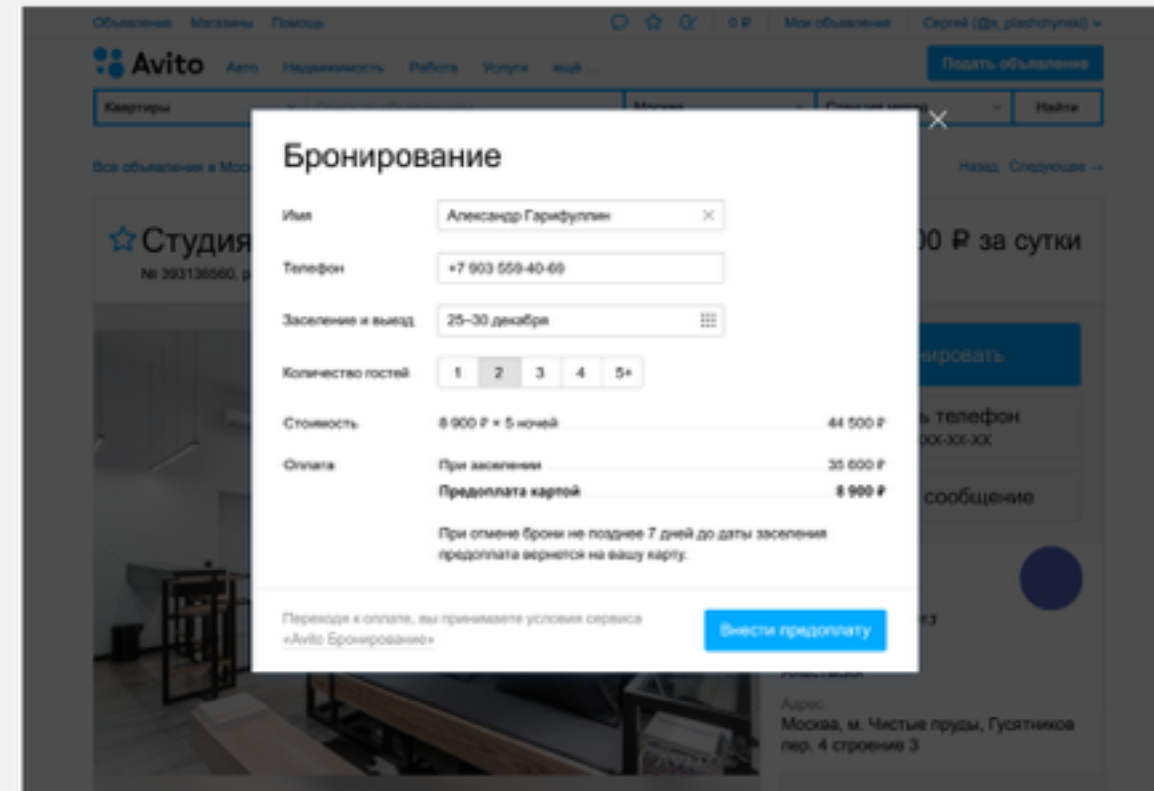 Объявления Магазины Помощь 0 ₽ Мои объявления Сергей (@s_plashchynski)
Avito Авто Недвижимость Работа Услуги ещё ... Подать объявление
Квартиры Москва Найти
Все объявления в Назад Следующее →
Студия 00 ₽ за сутки
№ 393136560,
Бронирование
Имя Александр Гарифуллин
Телефон +7 903 559-40-69
Заселение и выезд 25–30 декабря
Количество гостей 1 2 3 4 5+
Стоимость 8 900 ₽ × 5 ночей 44 500 ₽
Оплата При заселении 35 600 ₽
Предоплата картой 8 900 ₽
При отмене брони не позднее 7 дней до даты заселения
предоплата вернется на вашу карту.
Переходя к оплате, вы принимаете условия сервиса
«Avito Бронирование»
Внести предоплату
телефон
сообщение
Адрес
Москва, м. Чистые пруды, Гусятников
пер. 4 строение 3